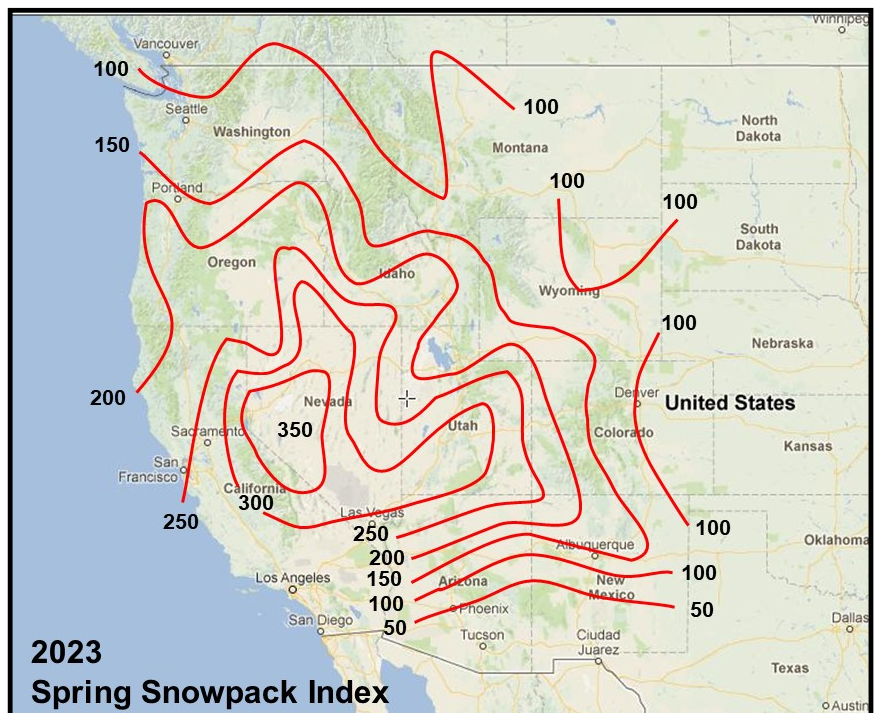 Winnipeg
Vancouver
100
Seattle
100
Washington
North
Dakota
150
Montana
Portland
100
100
South
Dakota
Oregon
Idaho
Wyoming
100
Nebraska
200
Nevada
Denver
United States
350
Utah
Sacramento
Colorado
Kansas
San
Francisco
California
300
250
Las Vegas
250
100
Albuquerque
Oklahoma
200
150
Los Angeles
Arizona
New
Mexico
100
100
Phoenix
50
50
San Diego
Tucson
Ciudad
Juarez
Dallas
2023
Texas
Spring Snowpack Index
Austin